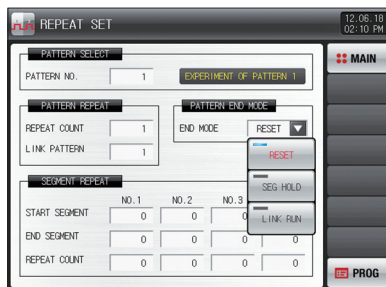 REPEAT SET
12.06.18
02:10 PM
PATTERN SELECT
PATTERN NO. 1 EXPERIMENT OF PATTERN 1
MAIN
PATTERN REPEAT
PATTERN END MODE
REPEAT COUNT 1
END MODE RESET
LINK PATTERN 1
RESET
SEG HOLD
LINK RUN
SEGMENT REPEAT
NO.1 NO.2 NO.3
START SEGMENT 0 0 0
END SEGMENT 0 0 0 0
REPEAT COUNT 0 0 0 0
PROG